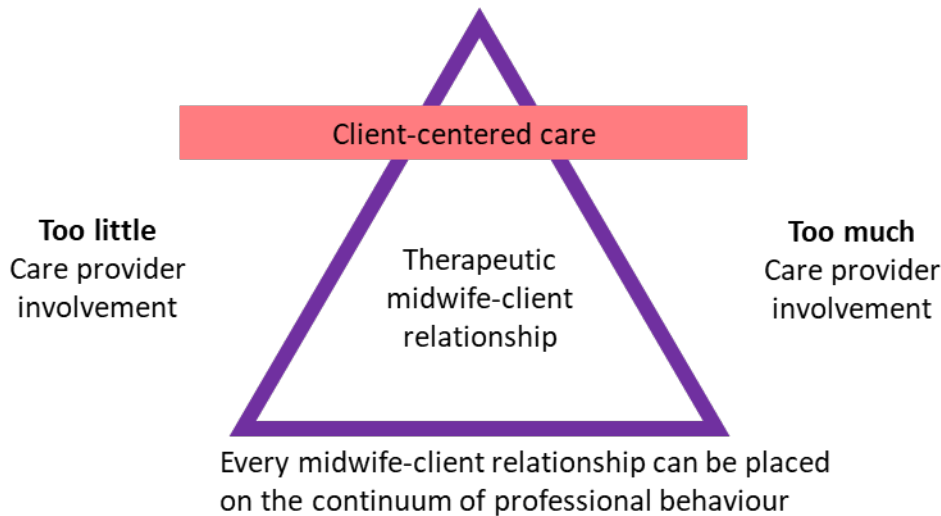 Client-centered care
Too little
Care provider
involvement
Therapeutic
midwife-client
relationship
Too much
Care provider
involvement
Every midwife-client relationship can be placed
on the continuum of professional behaviour